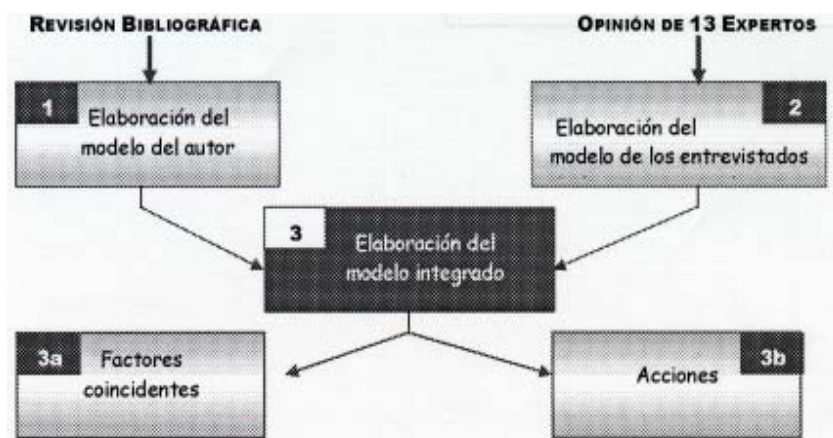 REVISIÓN BIBLIOGRÁFICA
OPINIÓN DE 13 EXPERTOS
1
Elaboración del
modelo del autor
2
Elaboración del
modelo de los entrevistados
3
Elaboración del
modelo integrado
3a
Factores
coincidentes
3b
Acciones